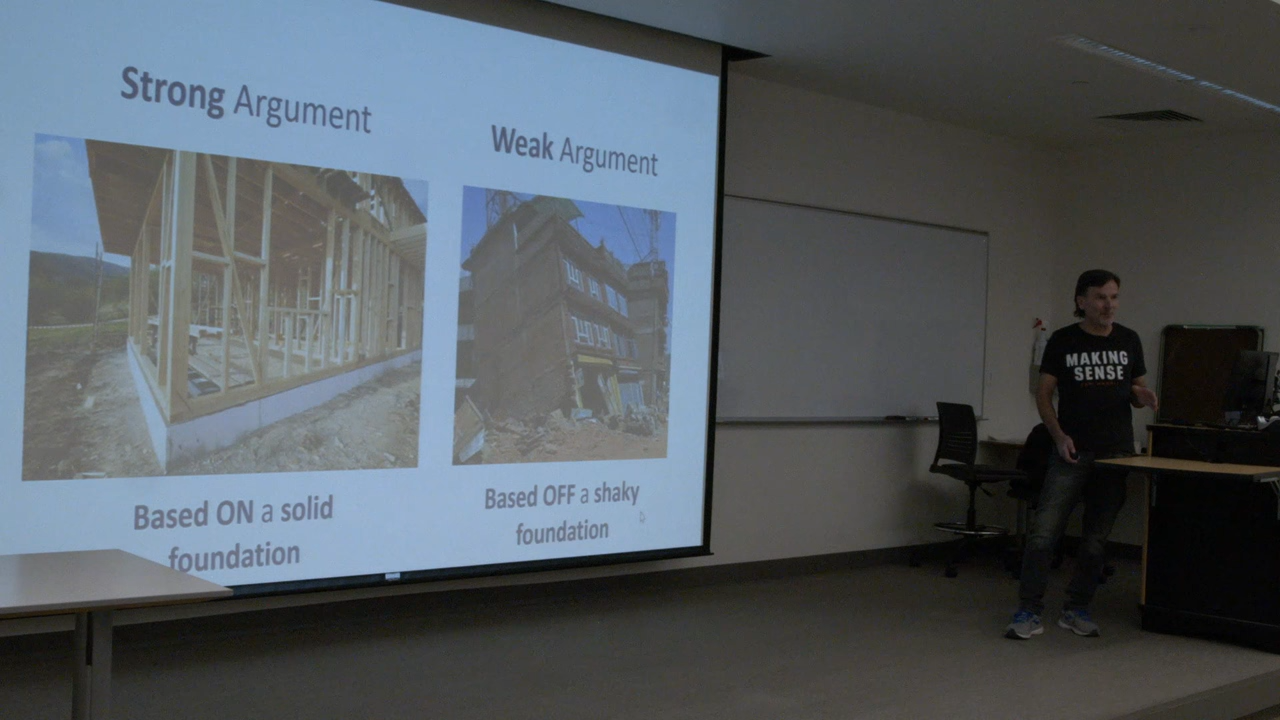 Strong Argument
Weak Argument
Based ON a solid
foundation
Based OFF a shaky
foundation
MAKING
SENSE